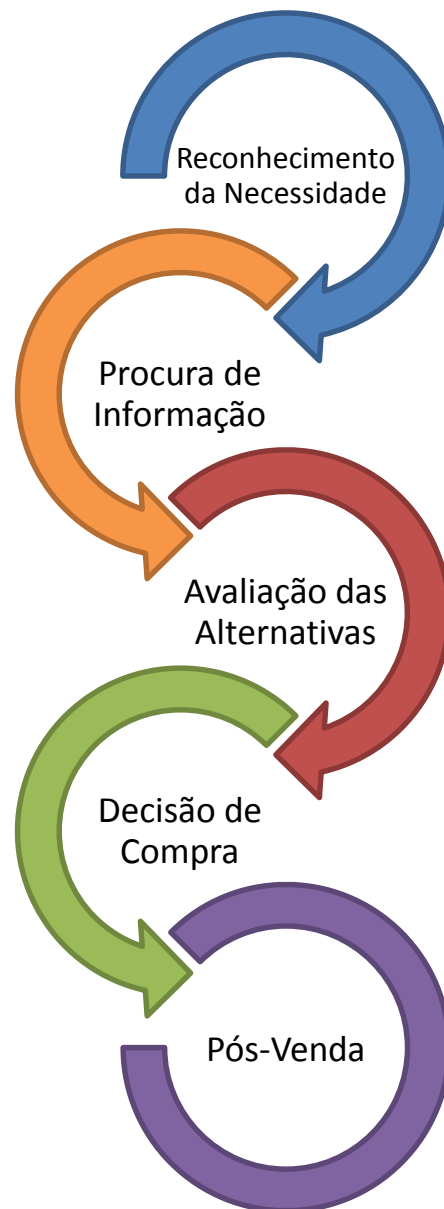 Reconhecimento
da Necessidade
Procura de
Informação
Avaliação das
Alternativas
Decisão de
Compra
Pós-Venda